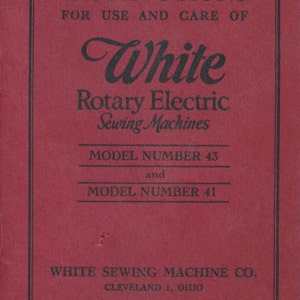 FOR USE AND CARE OF
White
Rotary Electric
Sewing Machines
MODEL NUMBER 43
and
MODEL NUMBER 41
WHITE SEWING MACHINE CO.
CLEVELAND 1, OHIO